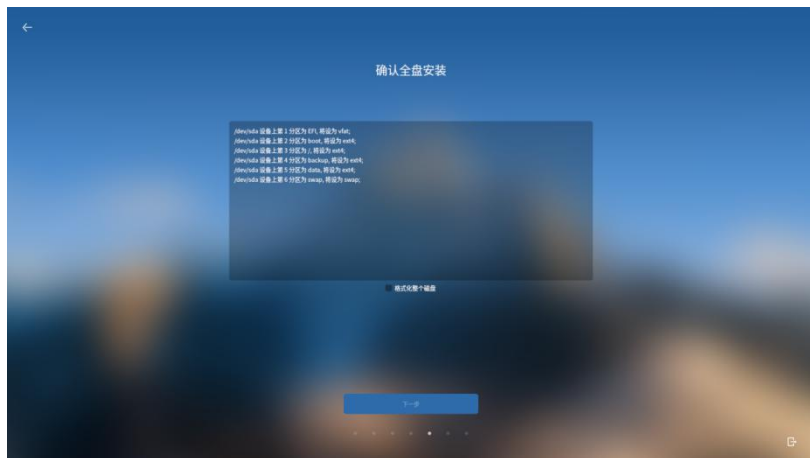 确认全盘安装
/dev/sda 设备上第 1 分区为 EFI, 将设为 vfat;
/dev/sda 设备上第 2 分区为 boot, 将设为 ext4;
/dev/sda 设备上第 3 分区为 /, 将设为 ext4;
/dev/sda 设备上第 4 分区为 backup, 将设为 ext4;
/dev/sda 设备上第 5 分区为 data, 将设为 ext4;
/dev/sda 设备上第 6 分区为 swap, 将设为 swap;
格式化整个磁盘
下一步